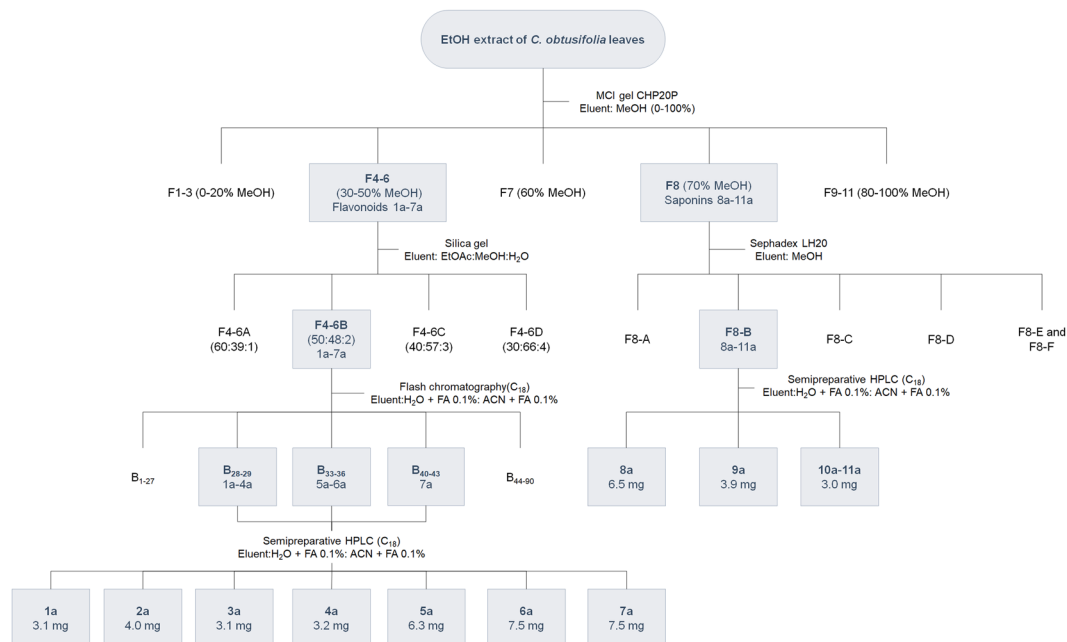 EtOH extract of C. obtusifolia leaves
MCI gel CHP20P
Eluent: MeOH (0-100%)
F1-3 (0-20% MeOH)
F4-6
(30-50% MeOH)
Flavonoids 1a-7a
F7 (60% MeOH)
F8 (70% MeOH)
Saponins 8a-11a
F9-11 (80-100% MeOH)
Silica gel
Eluent: EtOAc:MeOH:H₂O
Sephadex LH20
Eluent: MeOH
F4-6A
(60:39:1)
F4-6B
(50:48:2)
1a-7a
F4-6C
(40:57:3)
F4-6D
(30:66:4)
F8-A
F8-B
8a-11a
F8-C
F8-D
F8-E and
F8-F
Flash chromatography(C₁₈)
Eluent:H₂O + FA 0.1%: ACN + FA 0.1%
Semipreparative HPLC (C₁₈)
Eluent:H₂O + FA 0.1%: ACN + FA 0.1%
B₁₋₂₇
B₂₈₋₂₉
1a-4a
B₃₃₋₃₆
5a-6a
B₄₀₋₄₃
7a
B₄₄₋₉₀
8a
6.5 mg
9a
3.9 mg
10a-11a
3.0 mg
Semipreparative HPLC (C₁₈)
Eluent:H₂O + FA 0.1%: ACN + FA 0.1%
1a
3.1 mg
2a
4.0 mg
3a
3.1 mg
4a
3.2 mg
5a
6.3 mg
6a
7.5 mg
7a
7.5 mg